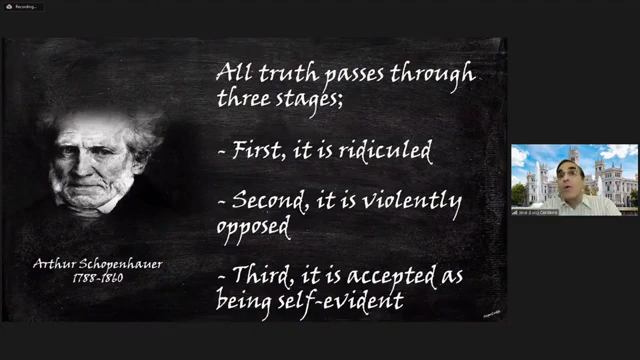 Recording...
All truth passes through
three stages;
- First, it is ridiculed
- Second, it is violently
opposed
- Third, it is accepted as
being self-evident
Arthur Schopenhauer
1788-1860